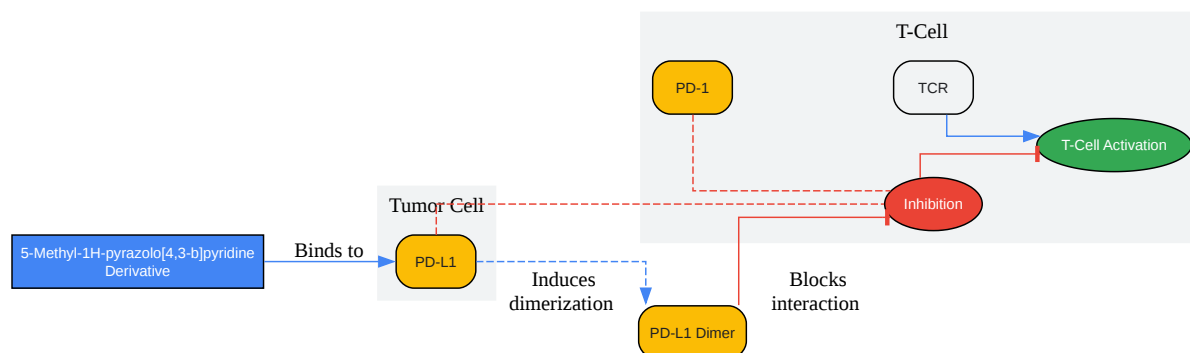 T-Cell
PD-1
TCR
T-Cell Activation
Tumor Cell
Inhibition
5-Methyl-1H-pyrazolo[4,3-b]pyridine
Derivative
Binds to
PD-L1
Induces
dimerization
Blocks
interaction
PD-L1 Dimer